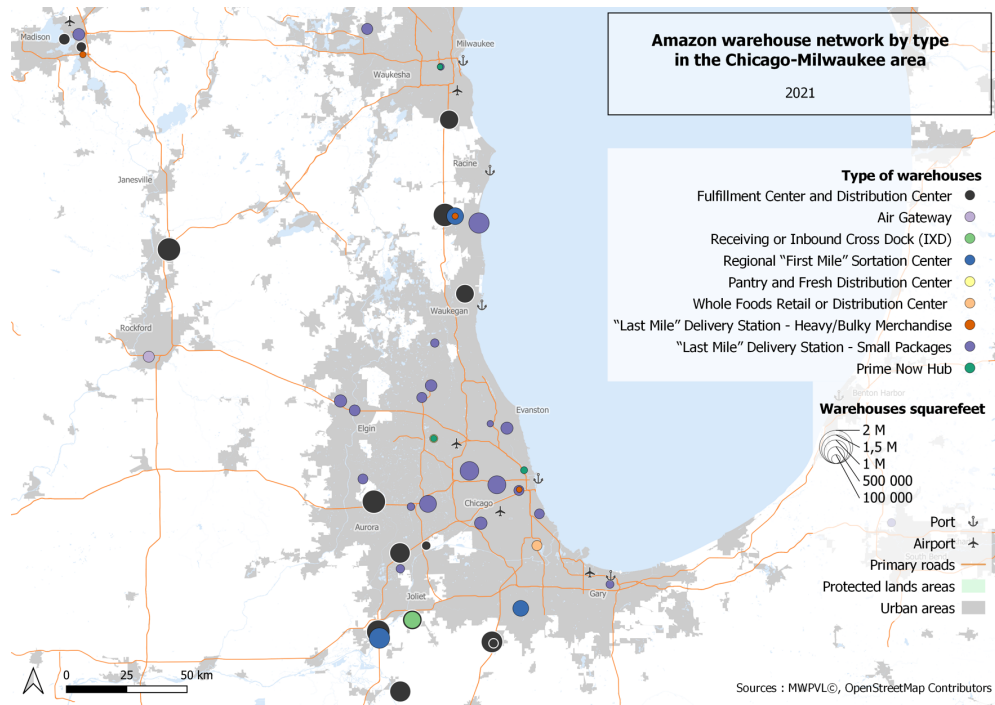 Amazon warehouse network by type
in the Chicago-Milwaukee area
2021
Madison
Milwaukee
Waukesha
Racine
Janesville
Waukegan
Rockford
Evanston
Elgin
Chicago
Aurora
Joliet
Gary
Benton Harbor
South Bend
Type of warehouses
Fulfillment Center and Distribution Center
Air Gateway
Receiving or Inbound Cross Dock (IXD)
Regional “First Mile” Sortation Center
Pantry and Fresh Distribution Center
Whole Foods Retail or Distribution Center
“Last Mile” Delivery Station - Heavy/Bulky Merchandise
“Last Mile” Delivery Station - Small Packages
Prime Now Hub
Warehouses squarefeet
2 M
1,5 M
1 M
500 000
100 000
Port
Airport
Primary roads
Protected lands areas
Urban areas
0 25 50 km
Sources : MWPVL©, OpenStreetMap Contributors